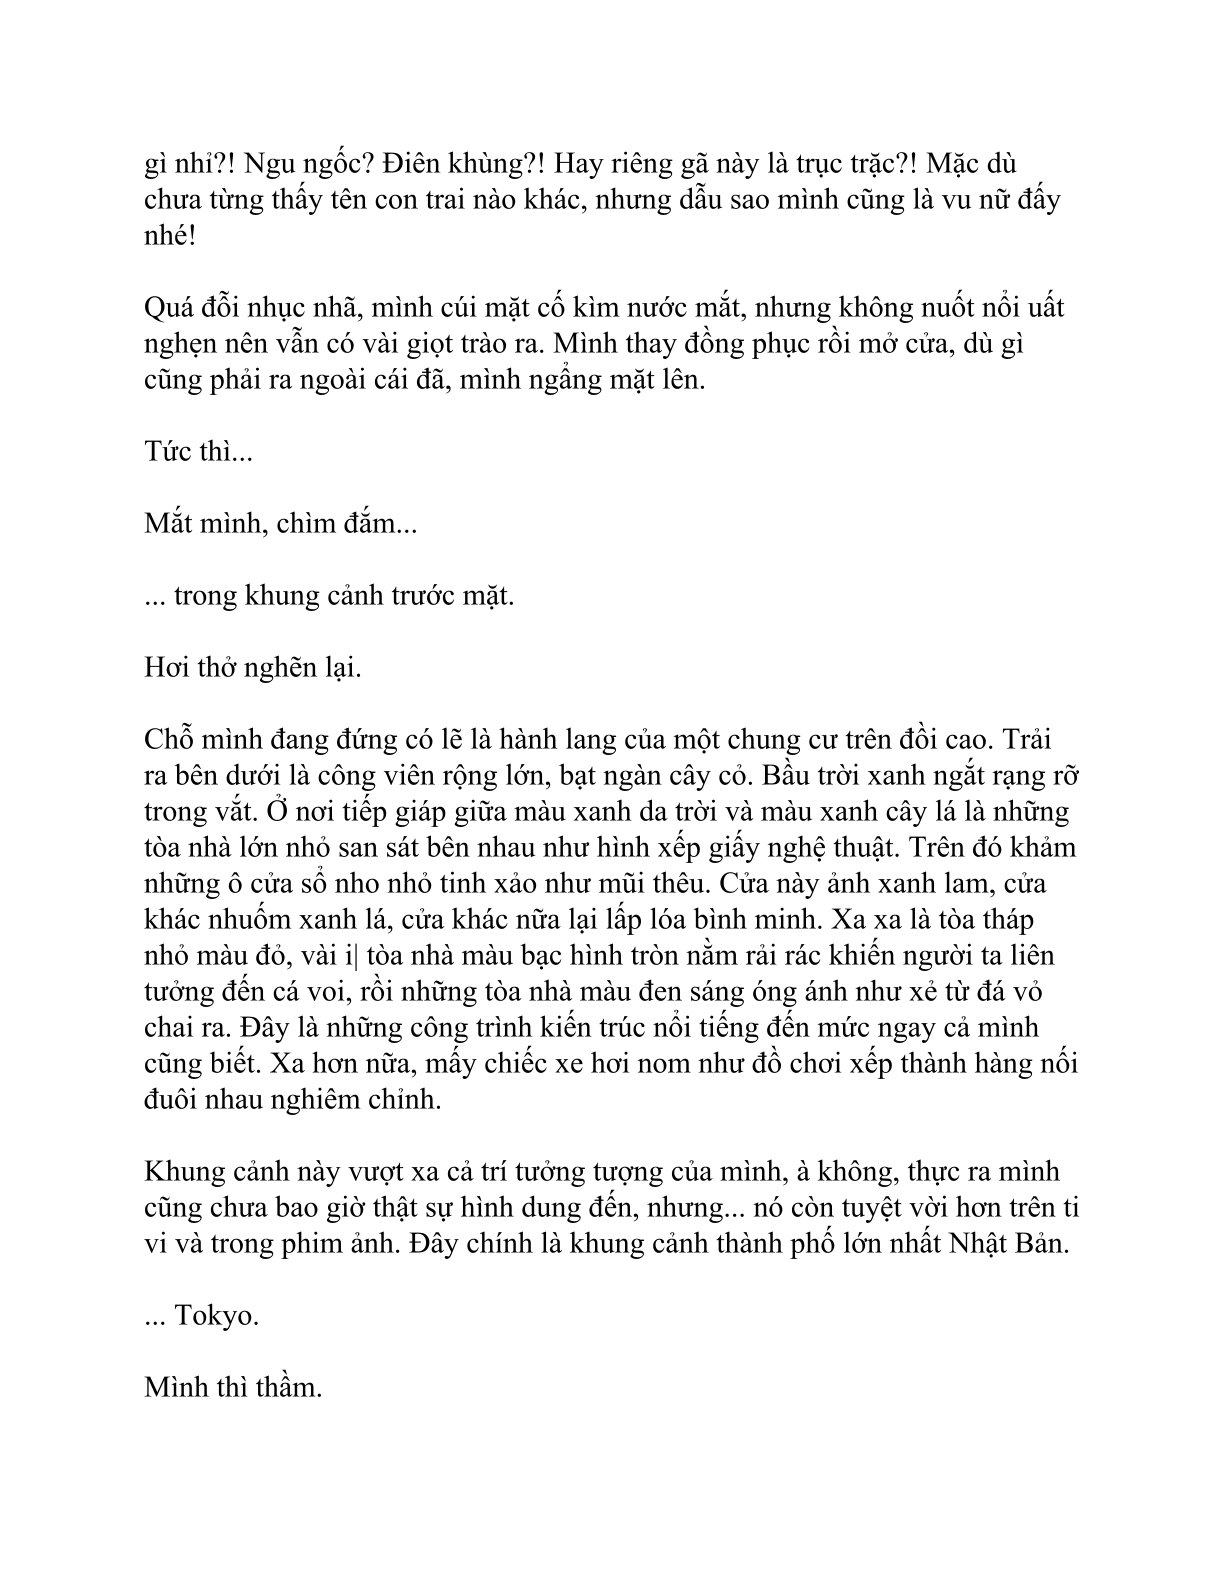 gì nhỉ?! Ngu ngốc? Điên khùng?! Hay riêng gã này là trục trặc?! Mặc dù
chưa từng thấy tên con trai nào khác, nhưng dẫu sao mình cũng là vu nữ đấy
nhé!
Quá đỗi nhục nhã, mình cúi mặt cố kìm nước mắt, nhưng không nuốt nổi uất
nghẹn nên vẫn có vài giọt trào ra. Mình thay đồng phục rồi mở cửa, dù gì
cũng phải ra ngoài cái đã, mình ngẩng mặt lên.
Tức thì...
Mắt mình, chìm đắm...
... trong khung cảnh trước mặt.
Hơi thở nghẽn lại.
Chỗ mình đang đứng có lẽ là hành lang của một chung cư trên đồi cao. Trải
ra bên dưới là công viên rộng lớn, bạt ngàn cây cỏ. Bầu trời xanh ngắt rạng rỡ
trong vắt. Ở nơi tiếp giáp giữa màu xanh da trời và màu xanh cây lá là những
tòa nhà lớn nhỏ san sát bên nhau như hình xếp giấy nghệ thuật. Trên đó khảm
những ô cửa sổ nho nhỏ tinh xảo như mũi thêu. Cửa này ảnh xanh lam, cửa
khác nhuốm xanh lá, cửa khác nữa lại lấp lóa bình minh. Xa xa là tòa tháp
nhỏ màu đỏ, vài i| tòa nhà màu bạc hình tròn nằm rải rác khiến người ta liên
tưởng đến cá voi, rồi những tòa nhà màu đen sáng óng ánh như xẻ từ đá vỏ
chai ra. Đây là những công trình kiến trúc nổi tiếng đến mức ngay cả mình
cũng biết. Xa hơn nữa, mấy chiếc xe hơi nom như đồ chơi xếp thành hàng nối
đuôi nhau nghiêm chỉnh.
Khung cảnh này vượt xa cả trí tưởng tượng của mình, à không, thực ra mình
cũng chưa bao giờ thật sự hình dung đến, nhưng... nó còn tuyệt vời hơn trên ti
vi và trong phim ảnh. Đây chính là khung cảnh thành phố lớn nhất Nhật Bản.
... Tokyo.
Mình thì thầm.